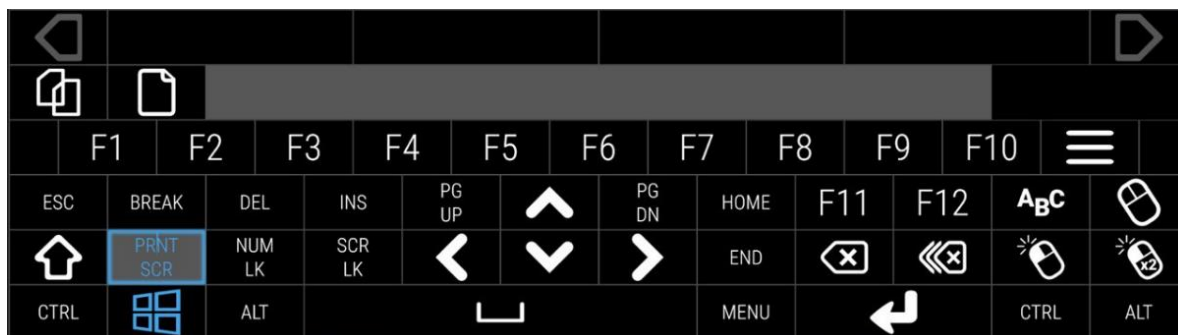 F1 F2 F3 F4 F5 F6 F7 F8 F9 F10
ESC BREAK DEL INS PG UP PG DN HOME F11 F12 ABC
PRNT SCR NUM LK SCR LK END x2
CTRL ALT MENU CTRL ALT